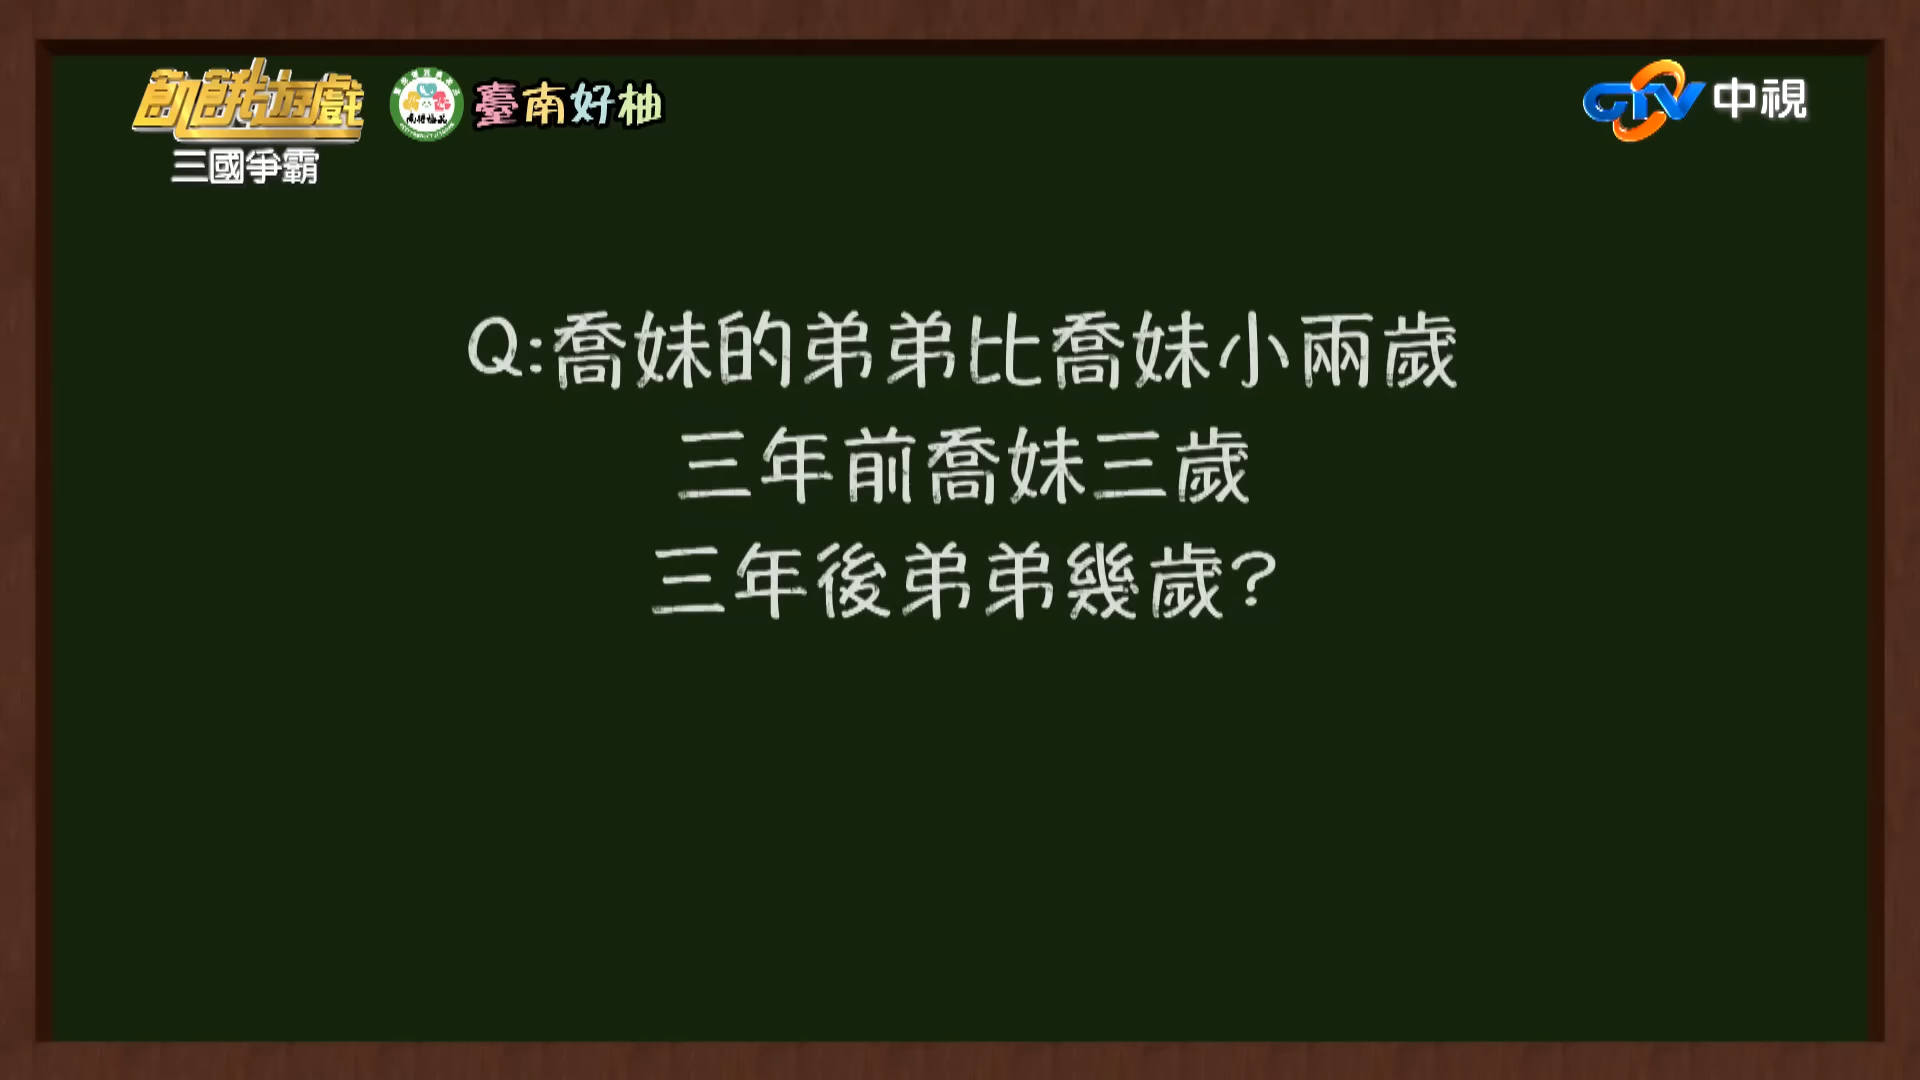 飢餓遊戲
三國爭霸
臺南好柚
CTV 中視
Q:喬妹的弟弟比喬妹小兩歲
三年前喬妹三歲
三年後弟弟幾歲?